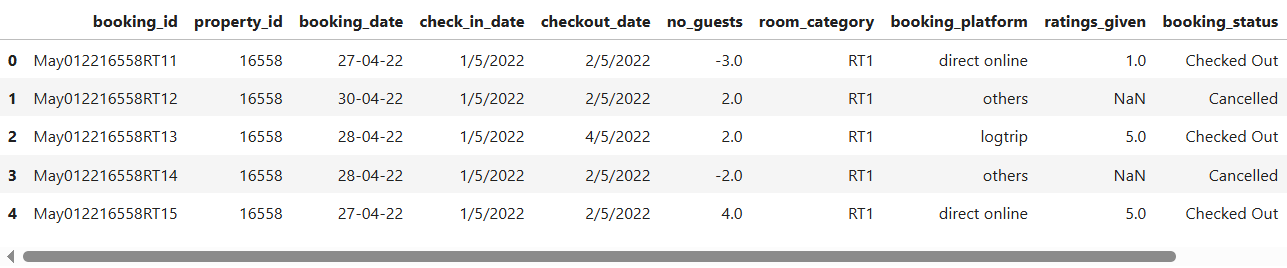 booking_id property_id booking_date check_in_date checkout_date no_guests room_category booking_platform ratings_given booking_status
0 May012216558RT11 16558 27-04-22 1/5/2022 2/5/2022 -3.0 RT1 direct online 1.0 Checked Out
1 May012216558RT12 16558 30-04-22 1/5/2022 2/5/2022 2.0 RT1 others NaN Cancelled
2 May012216558RT13 16558 28-04-22 1/5/2022 4/5/2022 2.0 RT1 logtrip 5.0 Checked Out
3 May012216558RT14 16558 28-04-22 1/5/2022 2/5/2022 -2.0 RT1 others NaN Cancelled
4 May012216558RT15 16558 27-04-22 1/5/2022 2/5/2022 4.0 RT1 direct online 5.0 Checked Out